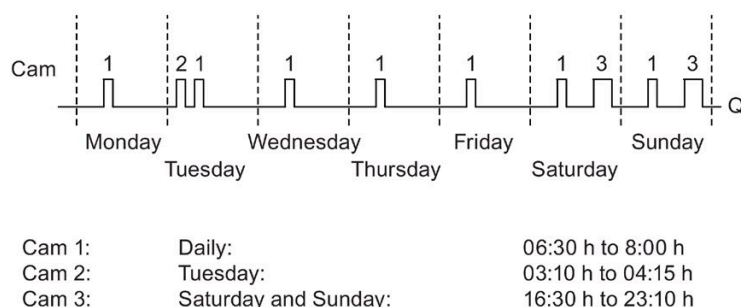 1 2 1 1 1 1 1 3 1 3
Cam
Q
Monday Wednesday Friday Sunday
Tuesday Thursday Saturday
Cam 1: Daily: 06:30 h to 8:00 h
Cam 2: Tuesday: 03:10 h to 04:15 h
Cam 3: Saturday and Sunday: 16:30 h to 23:10 h